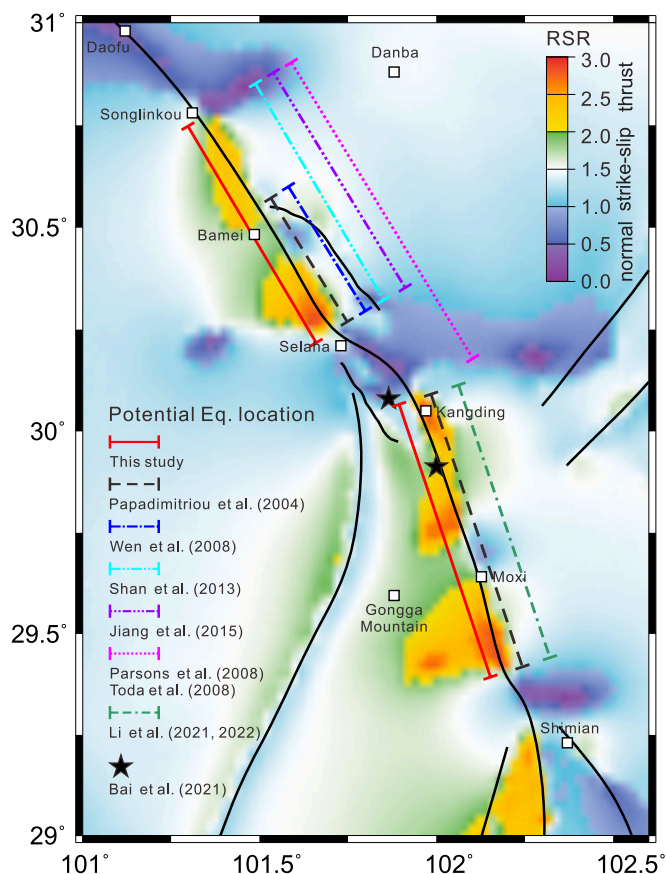 31°
30.5°
30°
29.5°
29°
101°
101.5°
102°
102.5°
Daofu
Danba
Songlinkou
Bamei
Selaha
Kangding
Moxi
Gongga
Mountain
Shimian
RSR
3.0
2.5
2.0
1.5
1.0
0.5
0.0
normal strike-slip thrust
Potential Eq. location
This study
Papadimitriou et al. (2004)
Wen et al. (2008)
Shan et al. (2013)
Jiang et al. (2015)
Parsons et al. (2008)
Toda et al. (2008)
Li et al. (2021, 2022)
Bai et al. (2021)